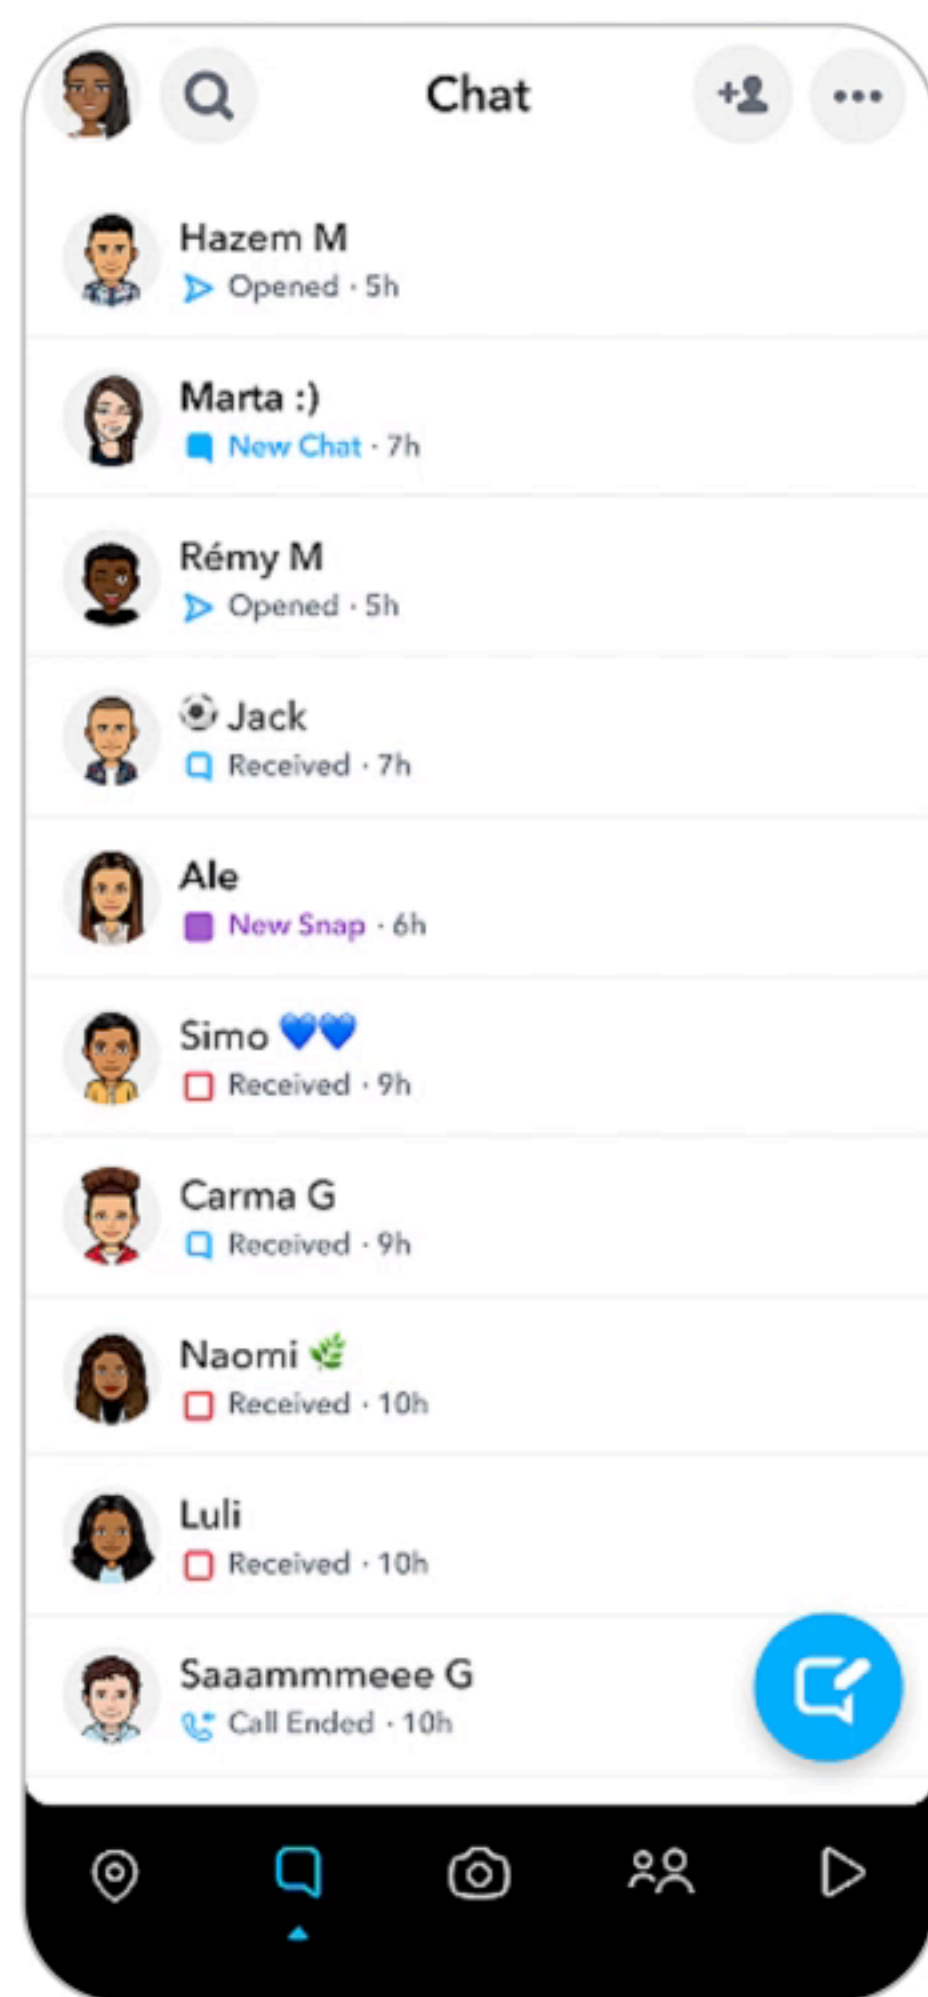 Chat
Hazem M
Opened · 5h
Marta :)
New Chat · 7h
Rémy M
Opened · 5h
⚽ Jack
Received · 7h
Ale
New Snap · 6h
Simo 💙💙
Received · 9h
Carma G
Received · 9h
Naomi 🌿
Received · 10h
Luli
Received · 10h
Saaammmeee G
Call Ended · 10h